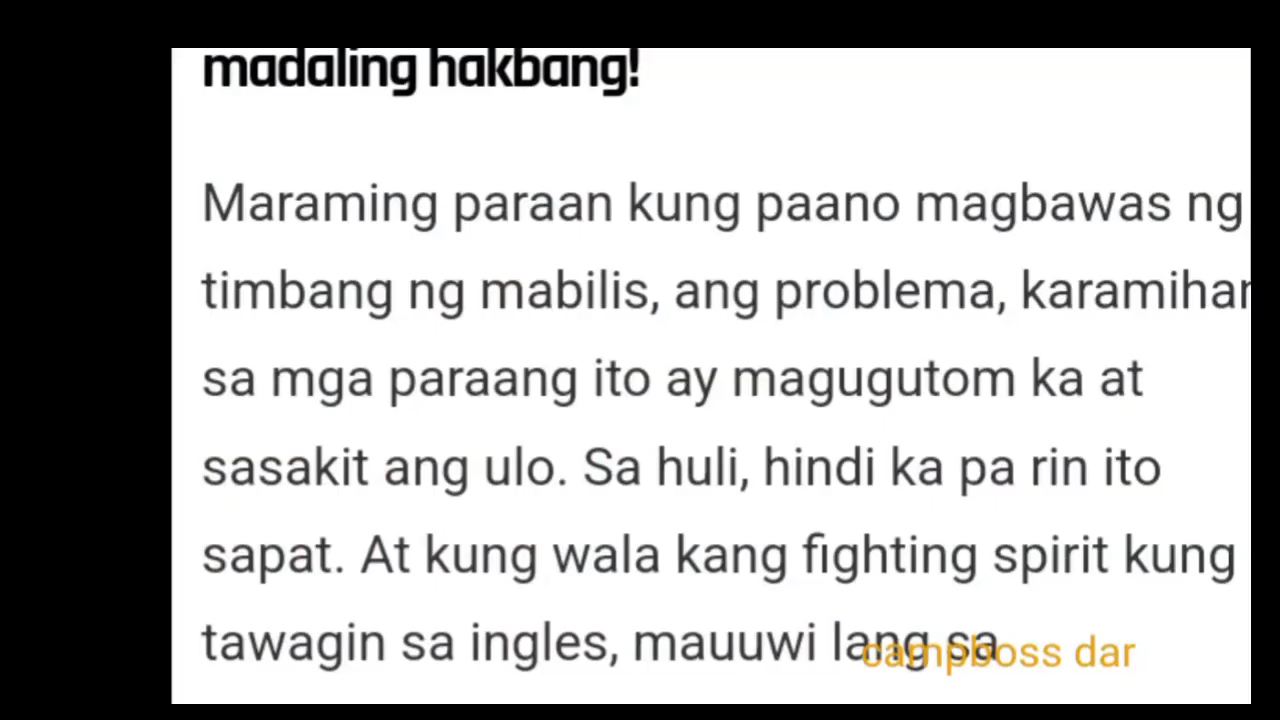 madaling hakbang!
Maraming paraan kung paano magbawas ng
timbang ng mabilis, ang problema, karamihan
sa mga paraang ito ay magugutom ka at
sasakit ang ulo. Sa huli, hindi ka pa rin ito
sapat. At kung wala kang fighting spirit kung
tawagin sa ingles, mauuwi lang sa
campboss dar